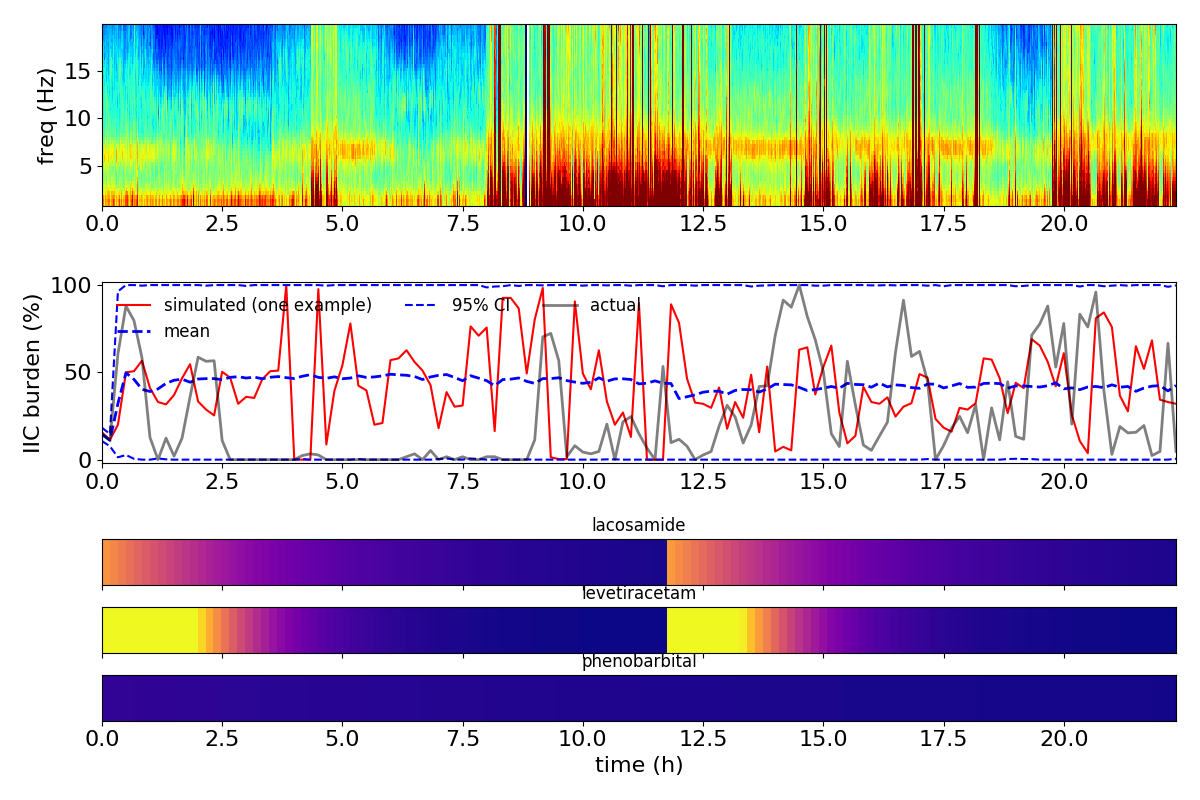 freq (Hz)
15
10
5
0.0 2.5 5.0 7.5 10.0 12.5 15.0 17.5 20.0
IIC burden (%)
100
50
0
simulated (one example) 95% CI actual
mean
0.0 2.5 5.0 7.5 10.0 12.5 15.0 17.5 20.0
lacosamide
levetiracetam
phenobarbital
0.0 2.5 5.0 7.5 10.0 12.5 15.0 17.5 20.0
time (h)